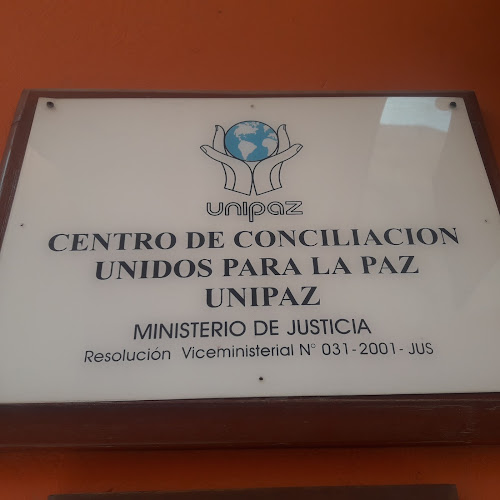 unipaz
CENTRO DE CONCILIACION
UNIDOS PARA LA PAZ
UNIPAZ
MINISTERIO DE JUSTICIA
Resolución Viceministerial N° 031-2001-JUS